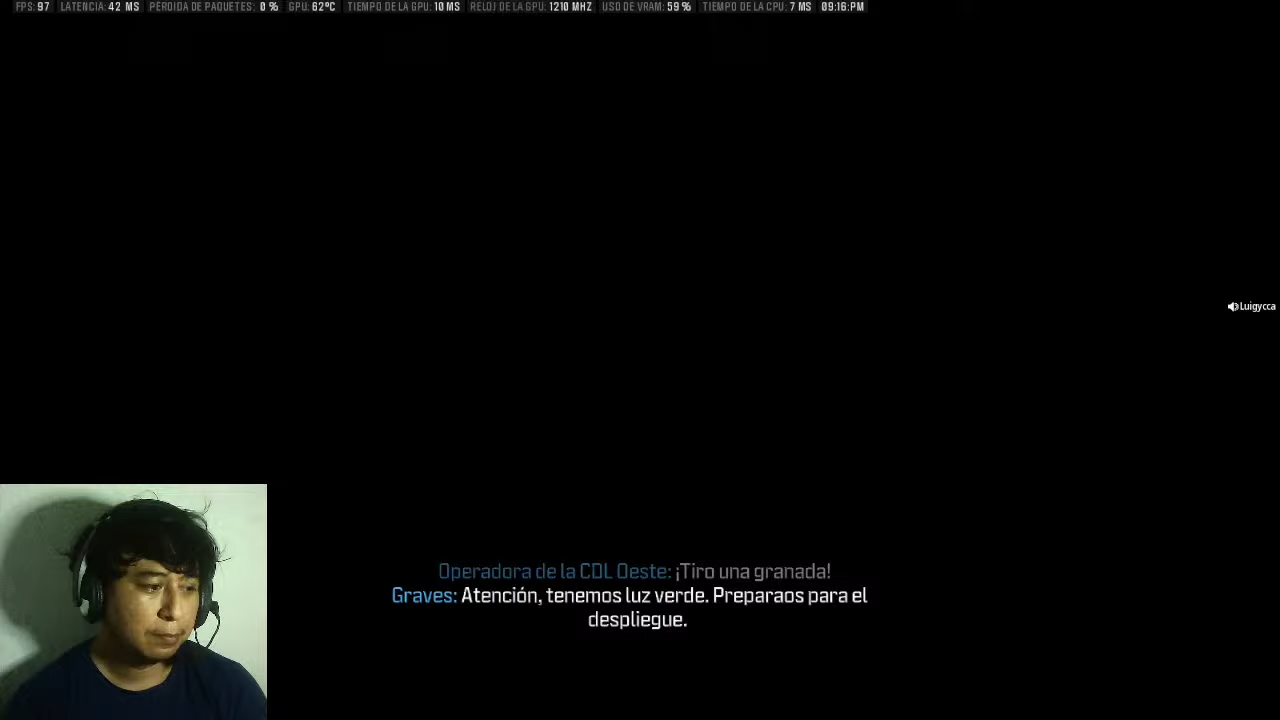 FPS: 97 LATENCIA: 42 MS PÉRDIDA DE PAQUETES: 0 % GPU: 62ºC TIEMPO DE LA GPU: 10 MS RELOJ DE LA GPU: 1210 MHZ USO DE VRAM: 59 % TIEMPO DE LA CPU: 7 MS 09:16:PM
Luigycca
Operadora de la CDL Oeste: ¡Tiro una granada!
Graves: Atención, tenemos luz verde. Preparaos para el
despliegue.